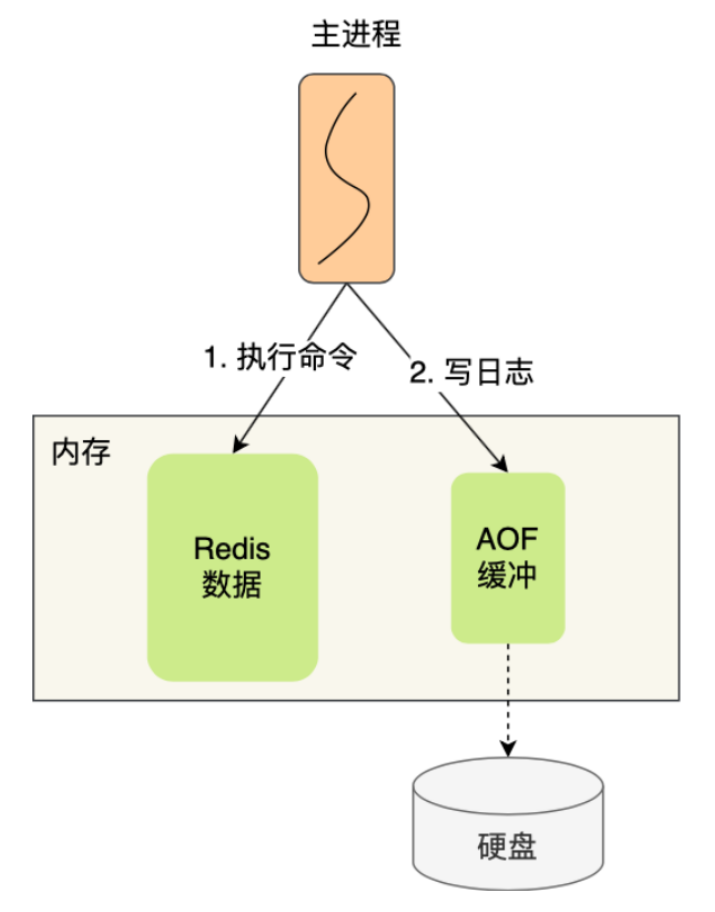 主进程
1. 执行命令
2. 写日志
内存
Redis
数据
AOF
缓冲
硬盘